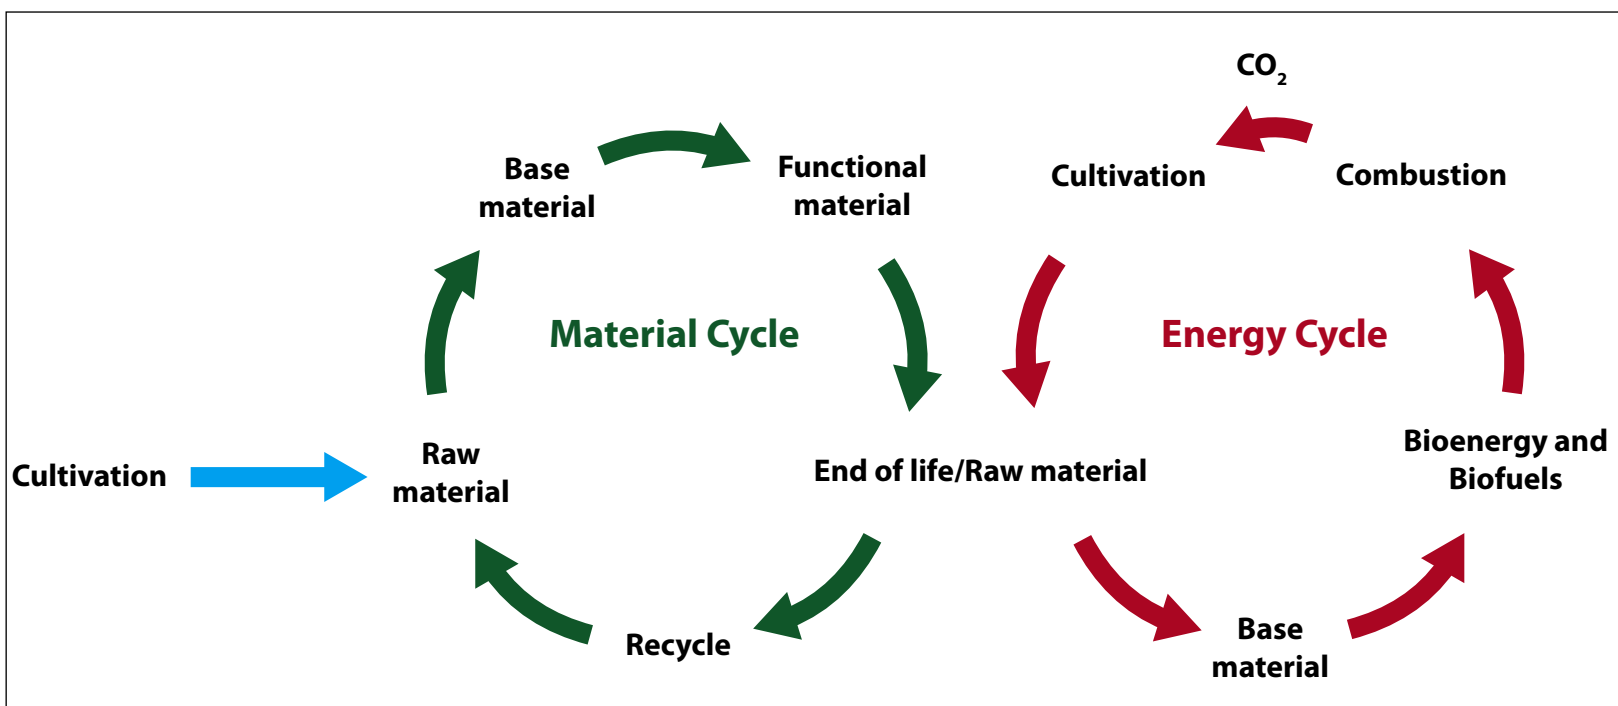 CO₂
Base
material
Functional
material
Cultivation
Combustion
Material Cycle
Energy Cycle
Cultivation
Raw
material
End of life/Raw material
Bioenergy and
Biofuels
Recycle
Base
material